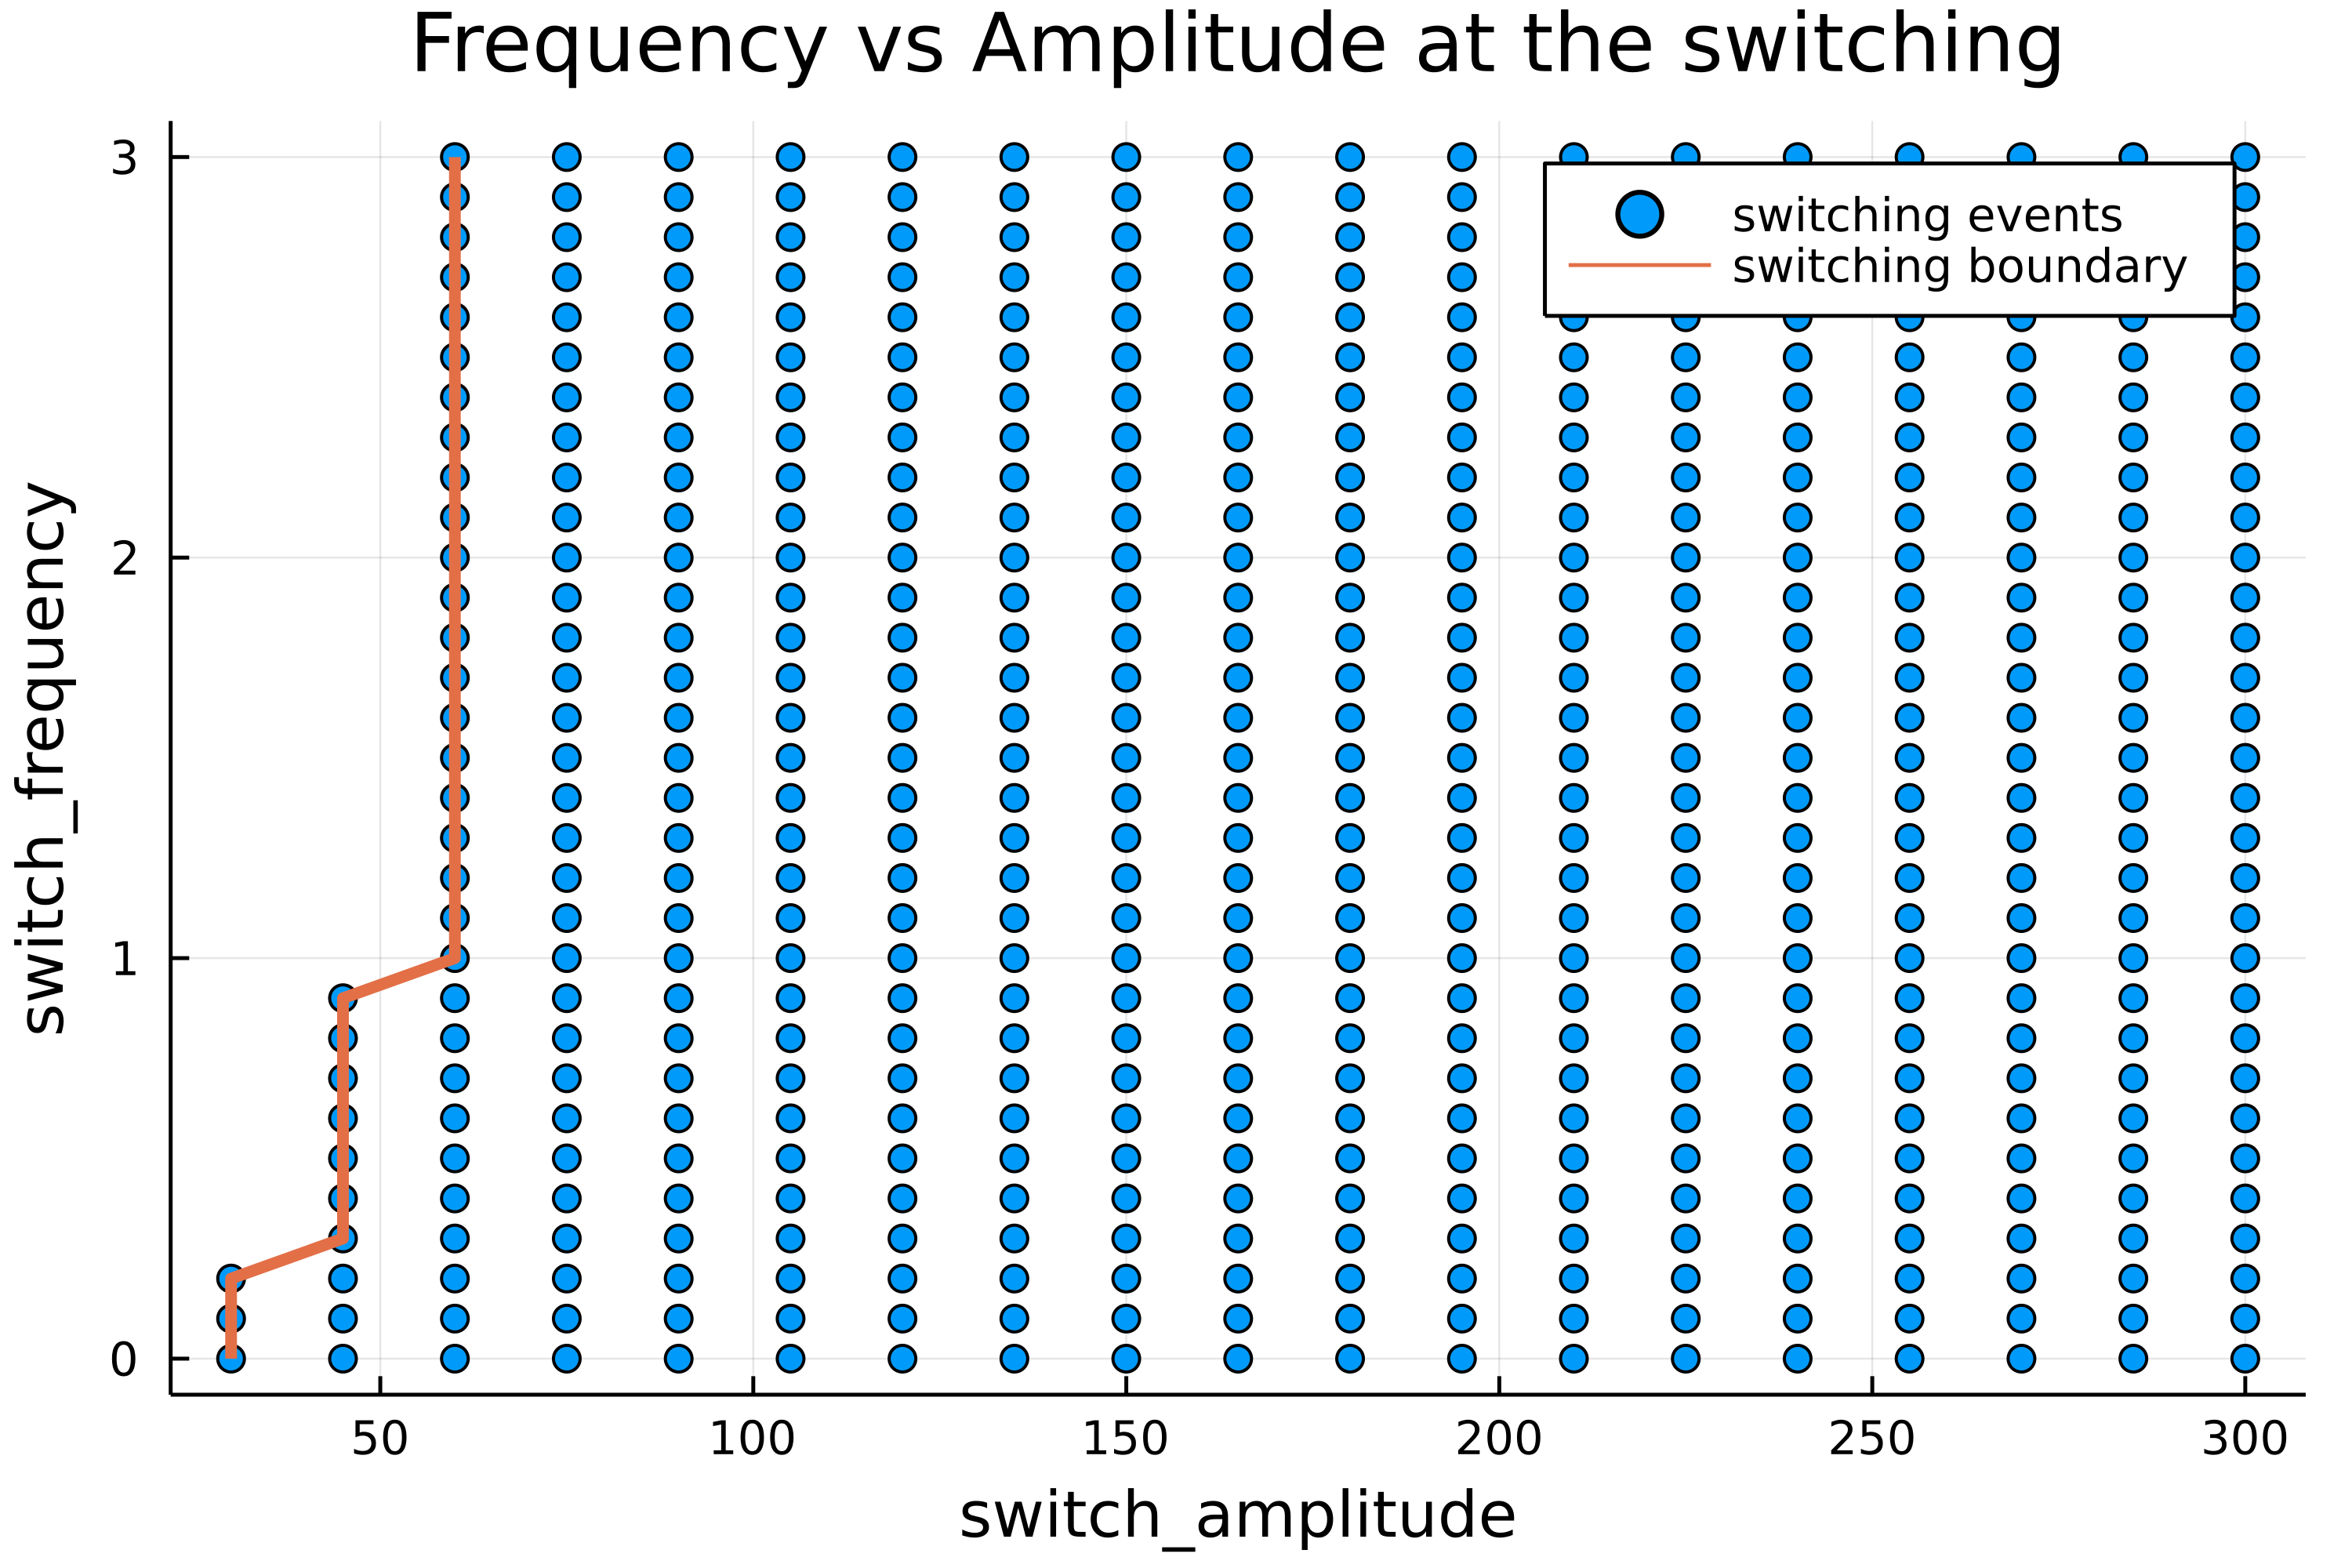 Frequency vs Amplitude at the switching
switch_frequency
3
2
1
0
switching events
switching boundary
50 100 150 200 250 300
switch_amplitude